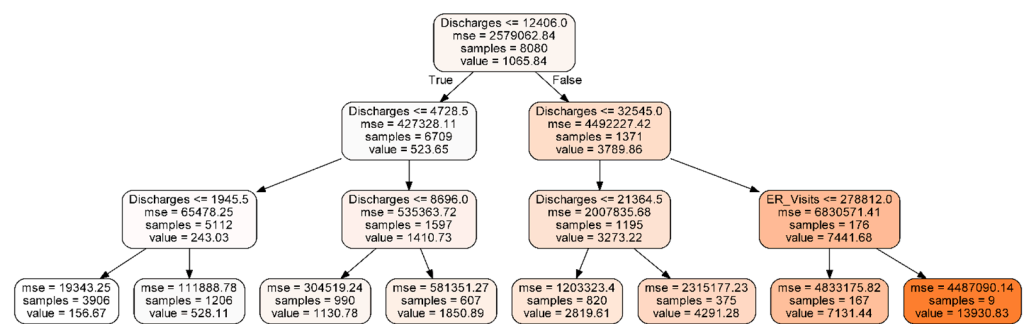 Discharges <= 12406.0
mse = 2579062.84
samples = 8080
value = 1065.84
True
False
Discharges <= 4728.5
mse = 427328.11
samples = 6709
value = 523.65
Discharges <= 32545.0
mse = 4492227.42
samples = 1371
value = 3789.86
Discharges <= 1945.5
mse = 65478.25
samples = 5112
value = 243.03
Discharges <= 8696.0
mse = 535363.72
samples = 1597
value = 1410.73
Discharges <= 21364.5
mse = 2007835.68
samples = 1195
value = 3273.22
ER_Visits <= 278812.0
mse = 6830571.41
samples = 176
value = 7441.68
mse = 19343.25
samples = 3906
value = 156.67
mse = 111888.78
samples = 1206
value = 528.11
mse = 304519.24
samples = 990
value = 1130.78
mse = 581351.27
samples = 607
value = 1850.89
mse = 1203323.4
samples = 820
value = 2819.61
mse = 2315177.23
samples = 375
value = 4291.28
mse = 4833175.82
samples = 167
value = 7131.44
mse = 4487090.14
samples = 9
value = 13930.83